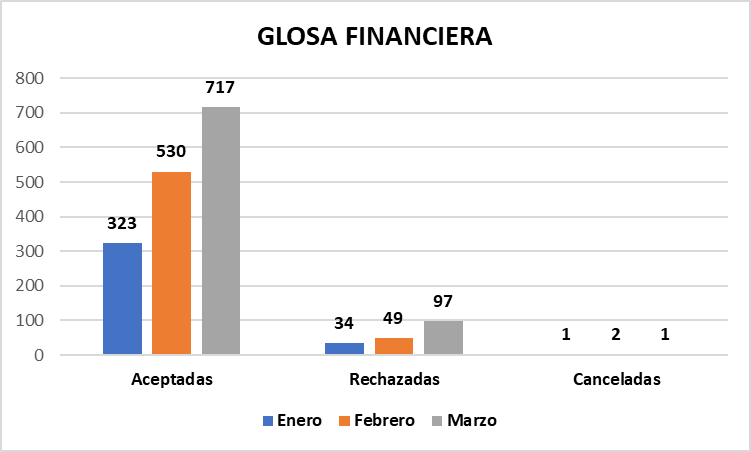 GLOSA FINANCIERA
800
700
600
500
400
300
200
100
0
323
530
717
34
49
97
1
2
1
Aceptadas
Rechazadas
Canceladas
Enero
Febrero
Marzo